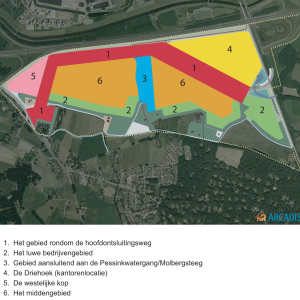 1
4
5
1
3
6
6
2
2
2
1
2
ARCADIS
1. Het gebied rondom de hoofdontsluitingsweg
2. Het luwe bedrijvengebied
3. Gebied aansluitend aan de Pessinkwatergang/Molbergsteeg
4. De Driehoek (kantorenlocatie)
5. De westelijke kop
6. Het middengebied